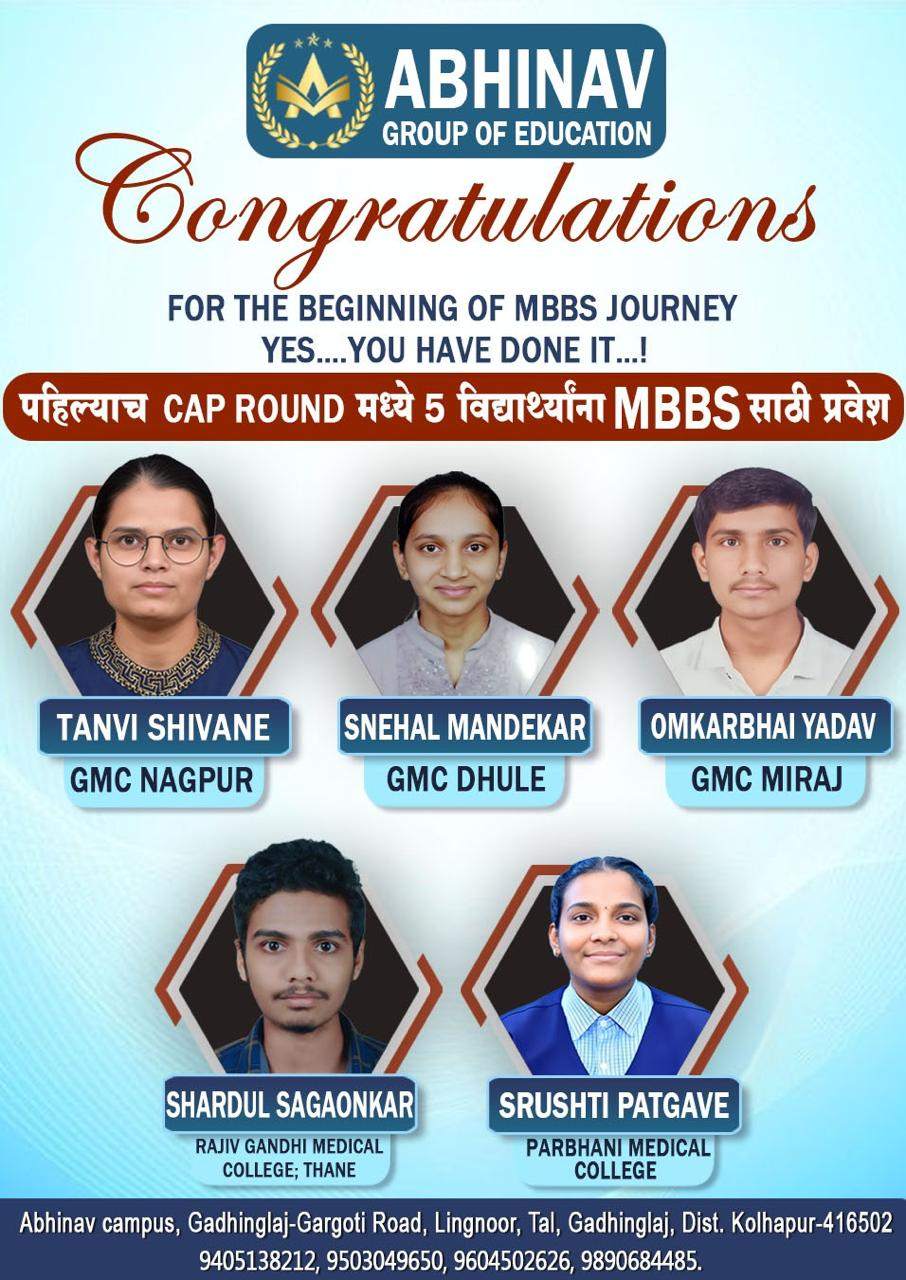 ABHINAV
GROUP OF EDUCATION
Congratulations
FOR THE BEGINNING OF MBBS JOURNEY
YES....YOU HAVE DONE IT...!
पहिल्याच CAP ROUND मध्ये 5 विद्यार्थ्यांना MBBS साठी प्रवेश
TANVI SHIVANE
GMC NAGPUR
SNEHAL MANDEKAR
GMC DHULE
OMKARBHAI YADAV
GMC MIRAJ
SHARDUL SAGAONKAR
RAJIV GANDHI MEDICAL
COLLEGE; THANE
SRUSHTI PATGAVE
PARBHANI MEDICAL
COLLEGE
Abhinav campus, Gadhinglaj-Gargoti Road, Lingnoor, Tal, Gadhinglaj, Dist. Kolhapur-416502
9405138212, 9503049650, 9604502626, 9890684485.